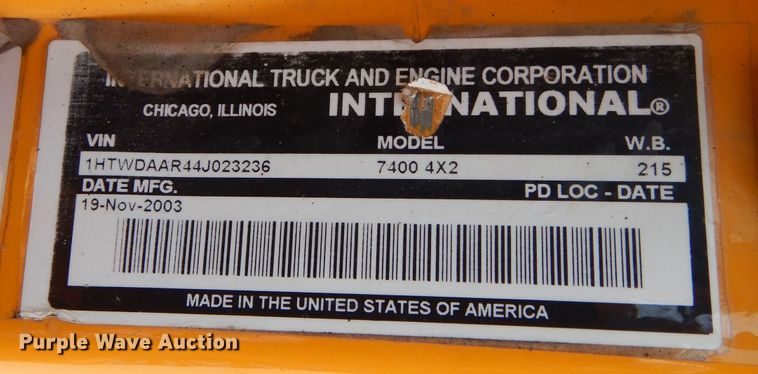 INTERNATIONAL TRUCK AND ENGINE CORPORATION
CHICAGO, ILLINOIS INTERNATIONAL®
VIN MODEL W.B.
1HTWDAAR44J023236 7400 4X2 215
DATE MFG. PD LOC - DATE
19-Nov-2003
MADE IN THE UNITED STATES OF AMERICA
Purple Wave Auction